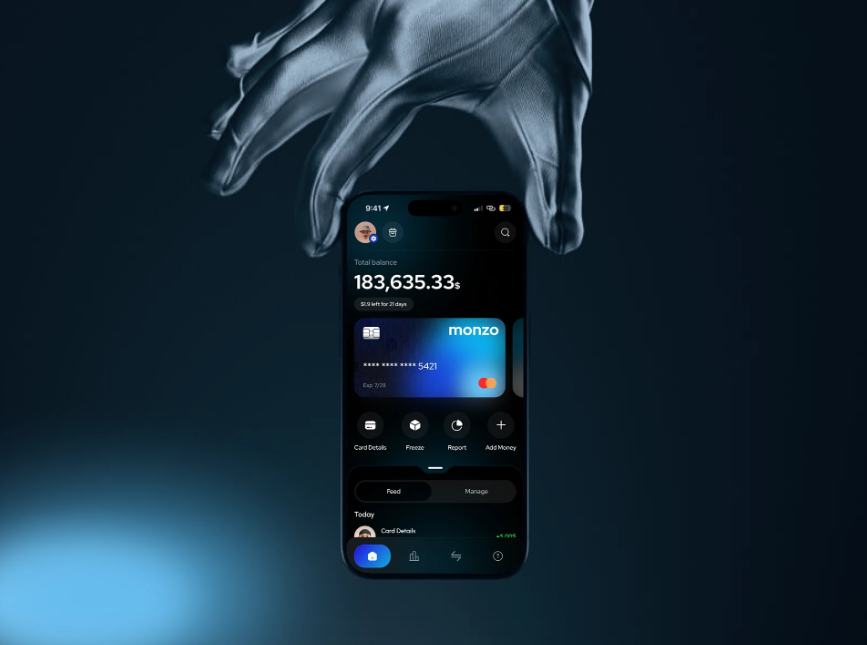 9:41
Total balance
183,635.33$
$1.9 left for 21 days
monzo
**** **** **** 5421
Exp 7/28
Card Details
Freeze
Report
Add Money
Feed
Manage
Today
Card Details